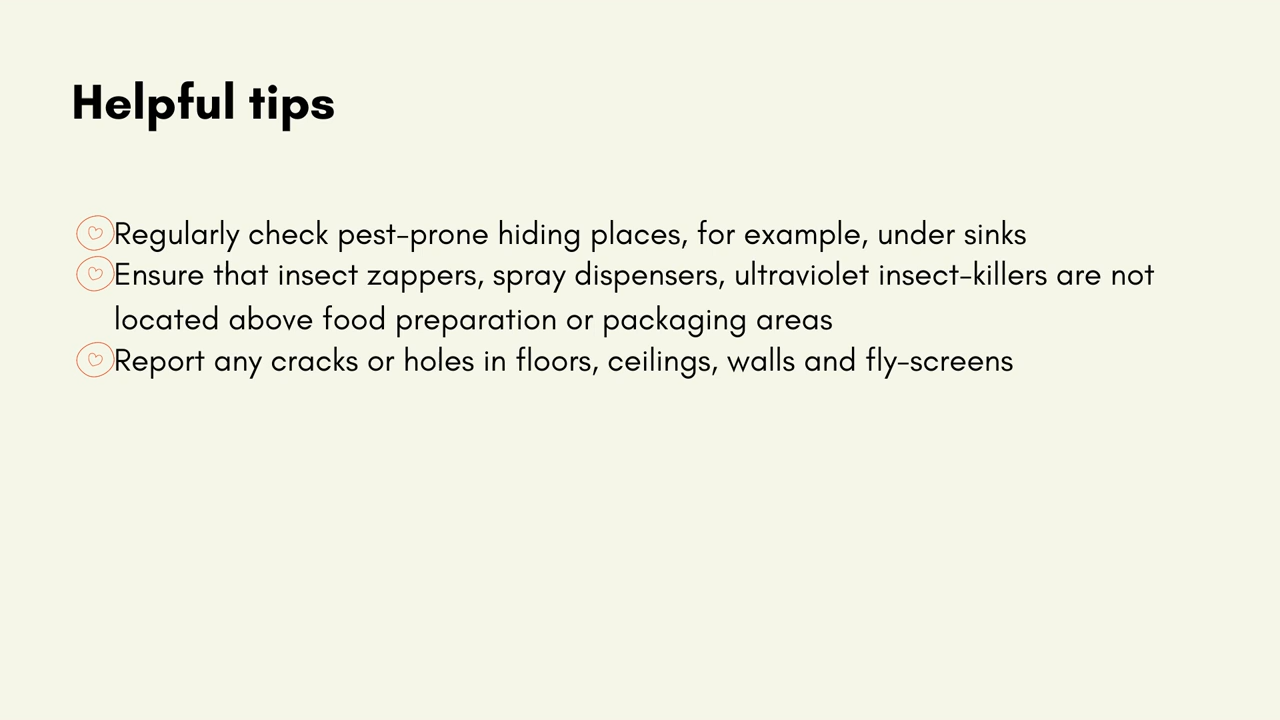 Helpful tips
Regularly check pest-prone hiding places, for example, under sinks
Ensure that insect zappers, spray dispensers, ultraviolet insect-killers are not
located above food preparation or packaging areas
Report any cracks or holes in floors, ceilings, walls and fly-screens